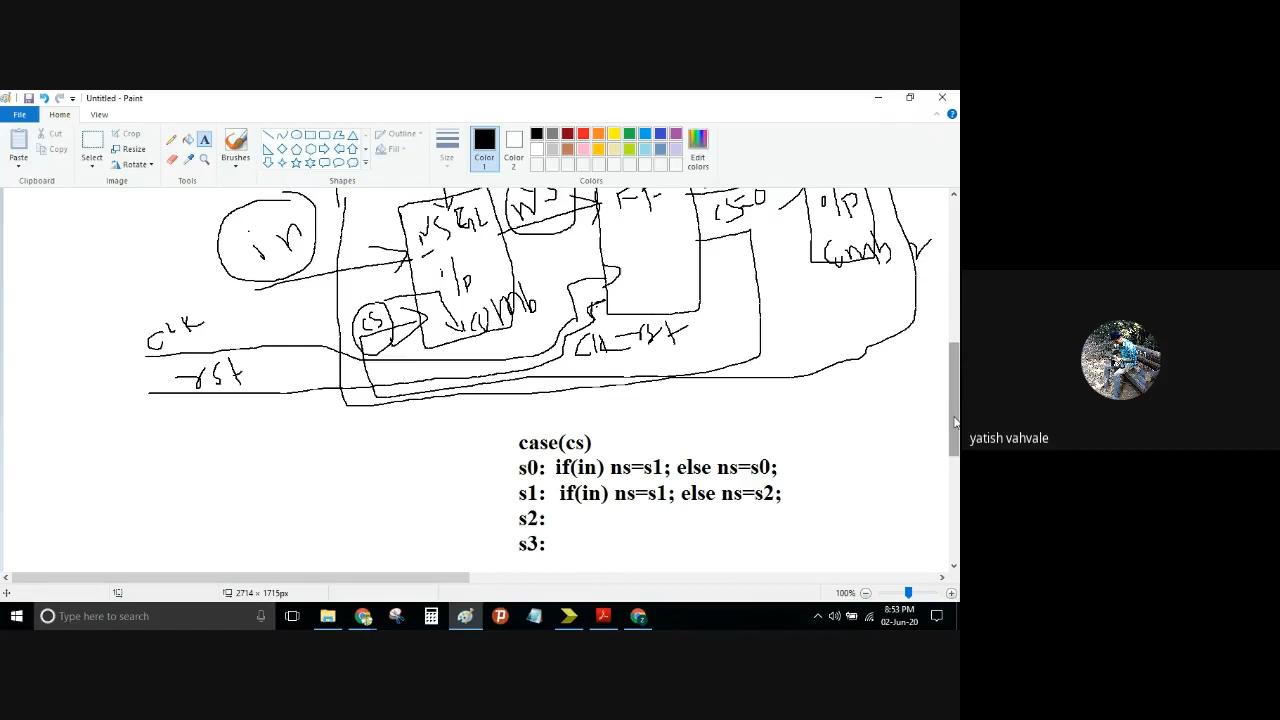 Untitled - Paint
File Home View
Paste Cut Copy Select Crop Resize Rotate Brushes Outline Fill Size Color 1 Color 2 Edit colors
Clipboard Image Tools Shapes Colors
in
NS
i/p
comb
cs
clk
rst
o/p
comb
case(cs)
s0: if(in) ns=s1; else ns=s0;
s1: if(in) ns=s1; else ns=s2;
s2:
s3:
yatish vahvale
2714 × 1715px
100%
Type here to search
8:53 PM
02-Jun-20